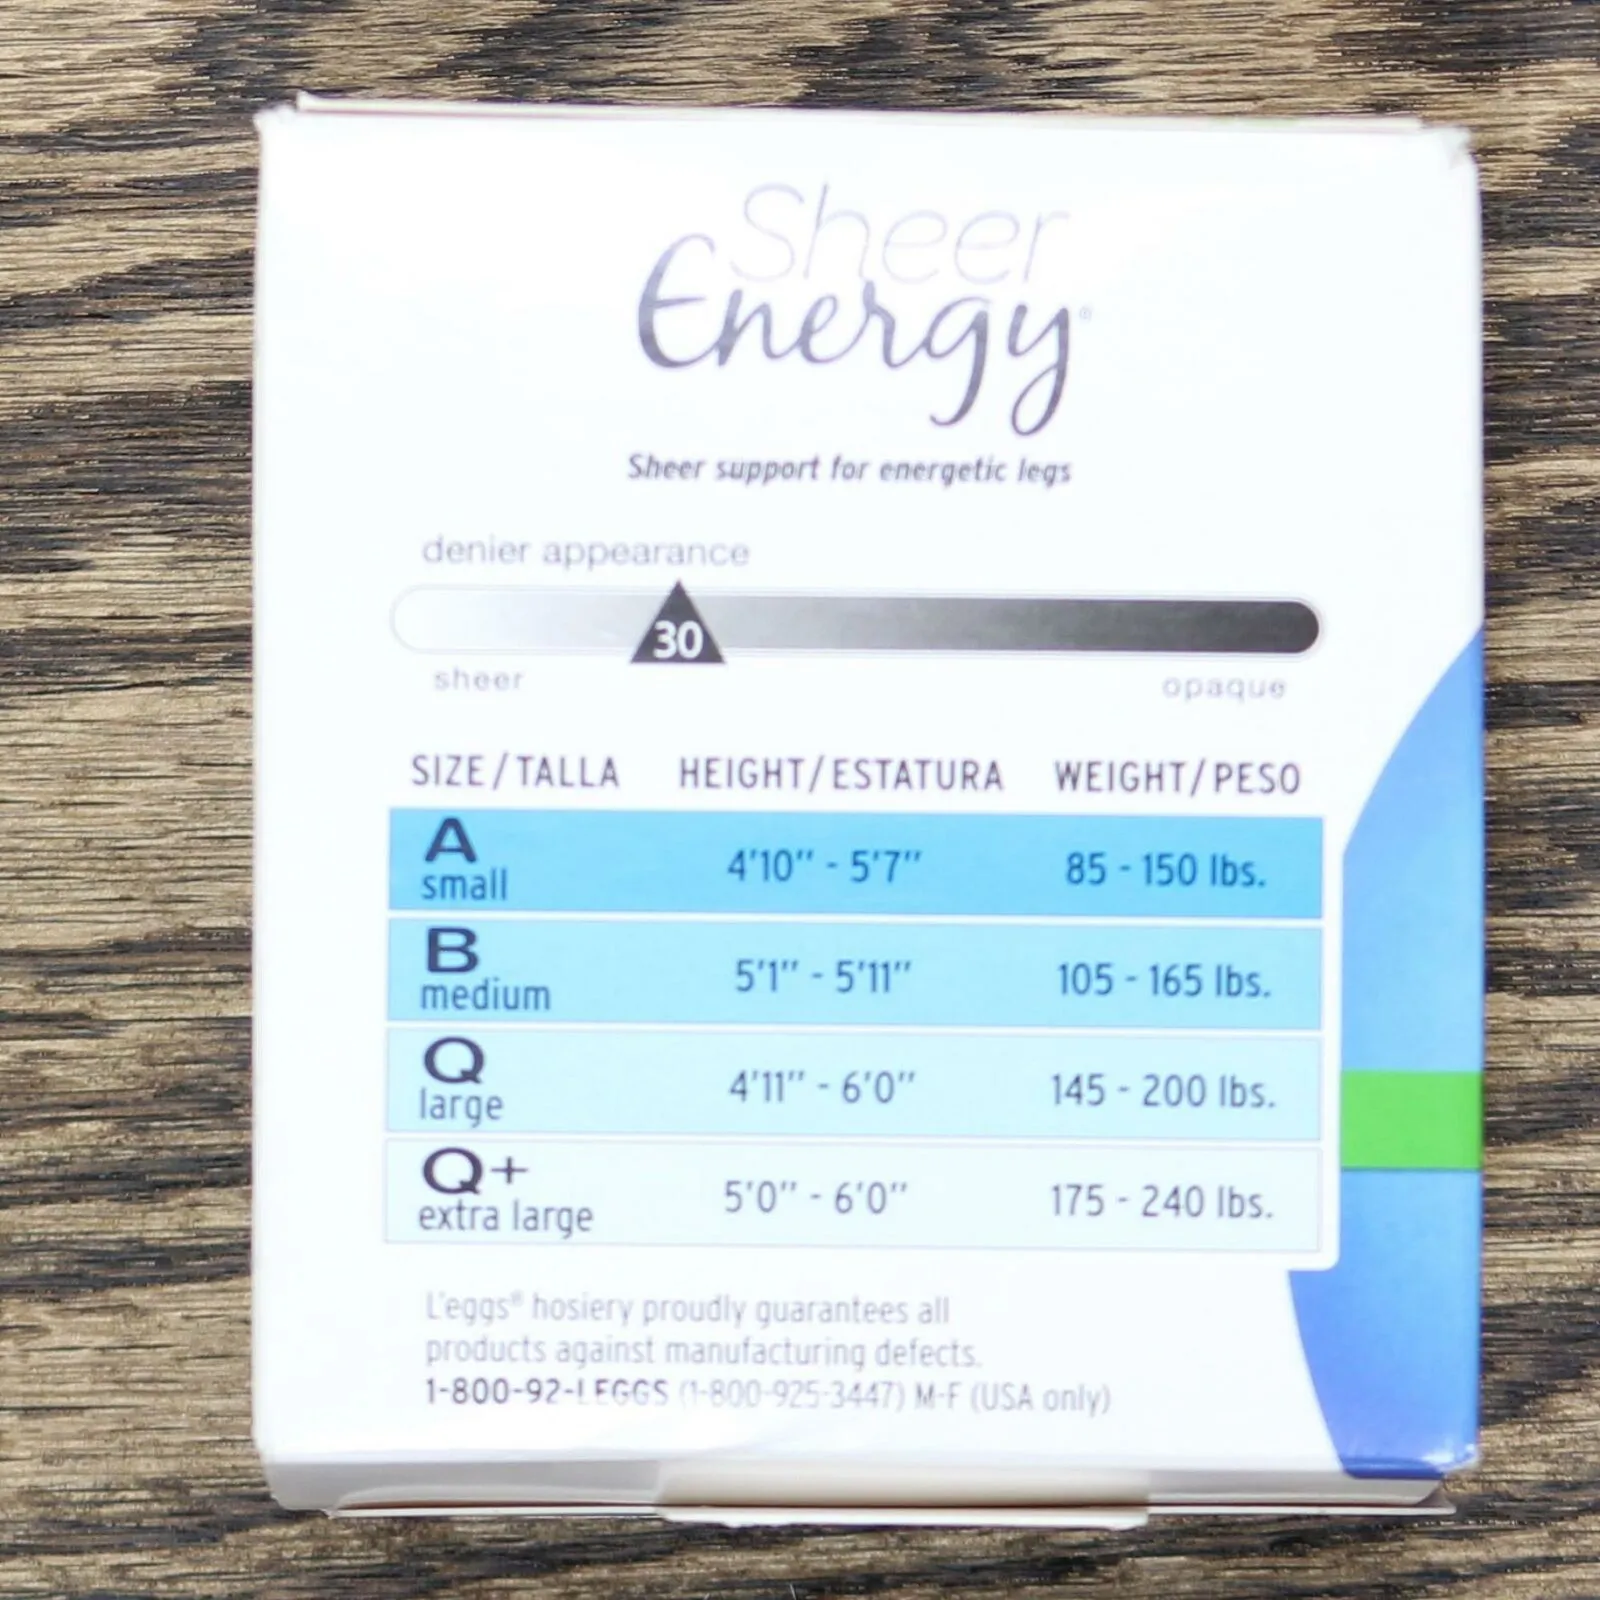 Sheer
Energy®
Sheer support for energetic legs
denier appearance
30
sheer opaque
SIZE/TALLA HEIGHT/ESTATURA WEIGHT/PESO
A
small 4'10" - 5'7" 85 - 150 lbs.
B
medium 5'1" - 5'11" 105 - 165 lbs.
Q
large 4'11" - 6'0" 145 - 200 lbs.
Q+
extra large 5'0" - 6'0" 175 - 240 lbs.
L'eggs® hosiery proudly guarantees all
products against manufacturing defects.
1-800-92-LEGGS (1-800-925-3447) M-F (USA only)